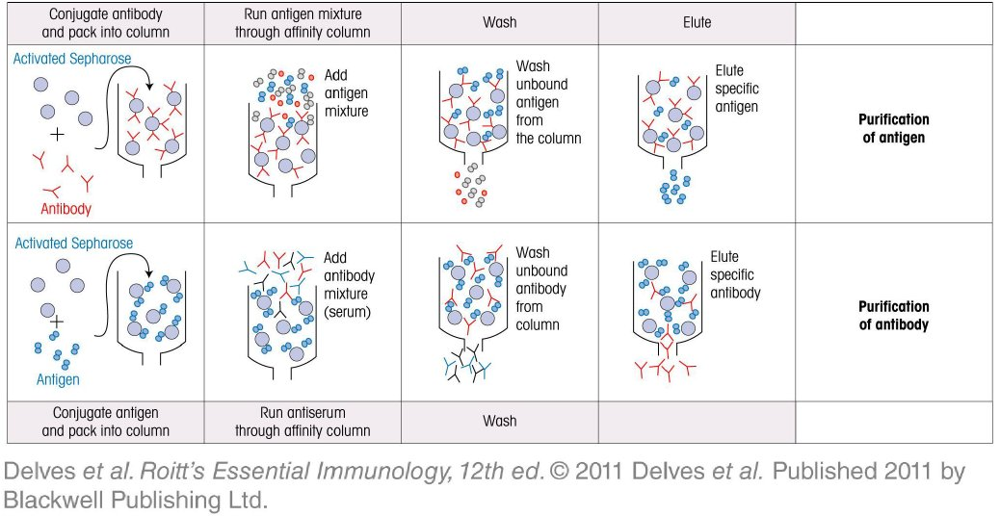 Conjugate antibody
and pack into column
Run antigen mixture
through affinity column
Wash
Elute
Activated Sepharose
+
Antibody
Add
antigen
mixture
Wash
unbound
antigen
from
the column
Elute
specific
antigen
Purification
of antigen
Activated Sepharose
+
Antigen
Add
antibody
mixture
(serum)
Wash
unbound
antibody
from
column
Elute
specific
antibody
Purification
of antibody
Conjugate antigen
and pack into column
Run antiserum
through affinity column
Wash
Delves et al. Roitt's Essential Immunology, 12th ed. © 2011 Delves et al. Published 2011 by
Blackwell Publishing Ltd.